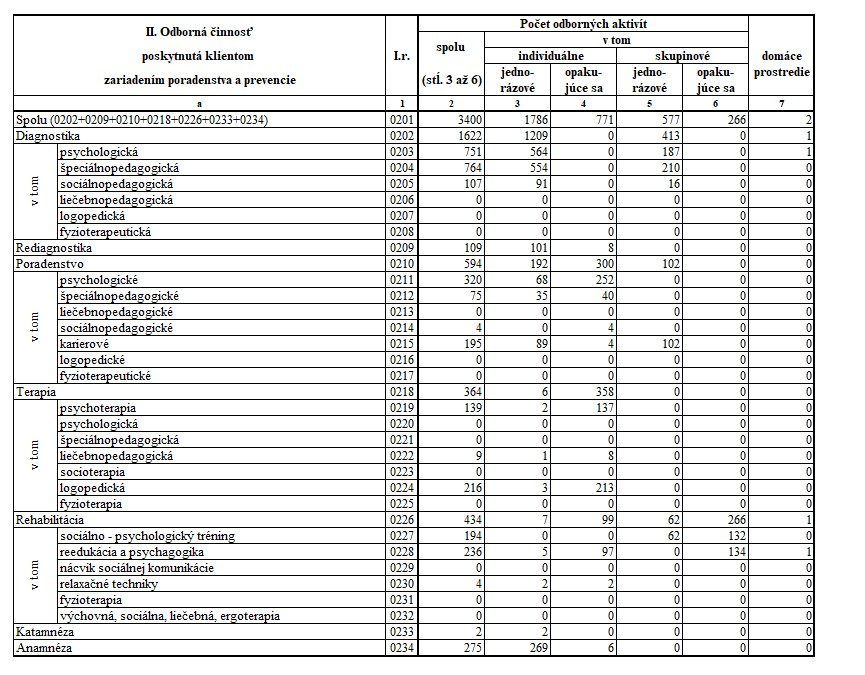 II. Odborná činnosť
poskytnutá klientom
zariadením poradenstva a prevencie
I.r.
Počet odborných aktivít
spolu
(stĺ. 3 až 6)
v tom
individuálne
skupinové
jedno-
rázové
opaku-
júce sa
jedno-
rázové
opaku-
júce sa
domáce
prostredie
a 1 2 3 4 5 6 7
Spolu (0202+0209+0210+0218+0226+0233+0234) 0201 3400 1786 771 577 266 2
Diagnostika 0202 1622 1209 0 413 0 1
v tom
psychologická 0203 751 564 0 187 0 1
špeciálnopedagogická 0204 764 554 0 210 0 0
sociálnopedagogická 0205 107 91 0 16 0 0
liečebnopedagogická 0206 0 0 0 0 0 0
logopedická 0207 0 0 0 0 0 0
fyzioterapeutická 0208 0 0 0 0 0 0
Rediagnostika 0209 109 101 8 0 0 0
Poradenstvo 0210 594 192 300 102 0 0
v tom
psychologické 0211 320 68 252 0 0 0
špeciálnopedagogické 0212 75 35 40 0 0 0
liečebnopedagogické 0213 0 0 0 0 0 0
sociálnopedagogické 0214 4 0 4 0 0 0
karierové 0215 195 89 4 102 0 0
logopedické 0216 0 0 0 0 0 0
fyzioterapeutické 0217 0 0 0 0 0 0
Terapia 0218 364 6 358 0 0 0
v tom
psychoterapia 0219 139 2 137 0 0 0
psychologická 0220 0 0 0 0 0 0
špeciálnopedagogická 0221 0 0 0 0 0 0
liečebnopedagogická 0222 9 1 8 0 0 0
socioterapia 0223 0 0 0 0 0 0
logopedická 0224 216 3 213 0 0 0
fyzioterapia 0225 0 0 0 0 0 0
Rehabilitácia 0226 434 7 99 62 266 1
v tom
sociálno - psychologický tréning 0227 194 0 0 62 132 0
reedukácia a psychagogika 0228 236 5 97 0 134 1
nácvik sociálnej komunikácie 0229 0 0 0 0 0 0
relaxačné techniky 0230 4 2 2 0 0 0
fyzioterapia 0231 0 0 0 0 0 0
výchovná, sociálna, liečebná, ergoterapia 0232 0 0 0 0 0 0
Katamnéza 0233 2 2 0 0 0 0
Anamnéza 0234 275 269 6 0 0 0